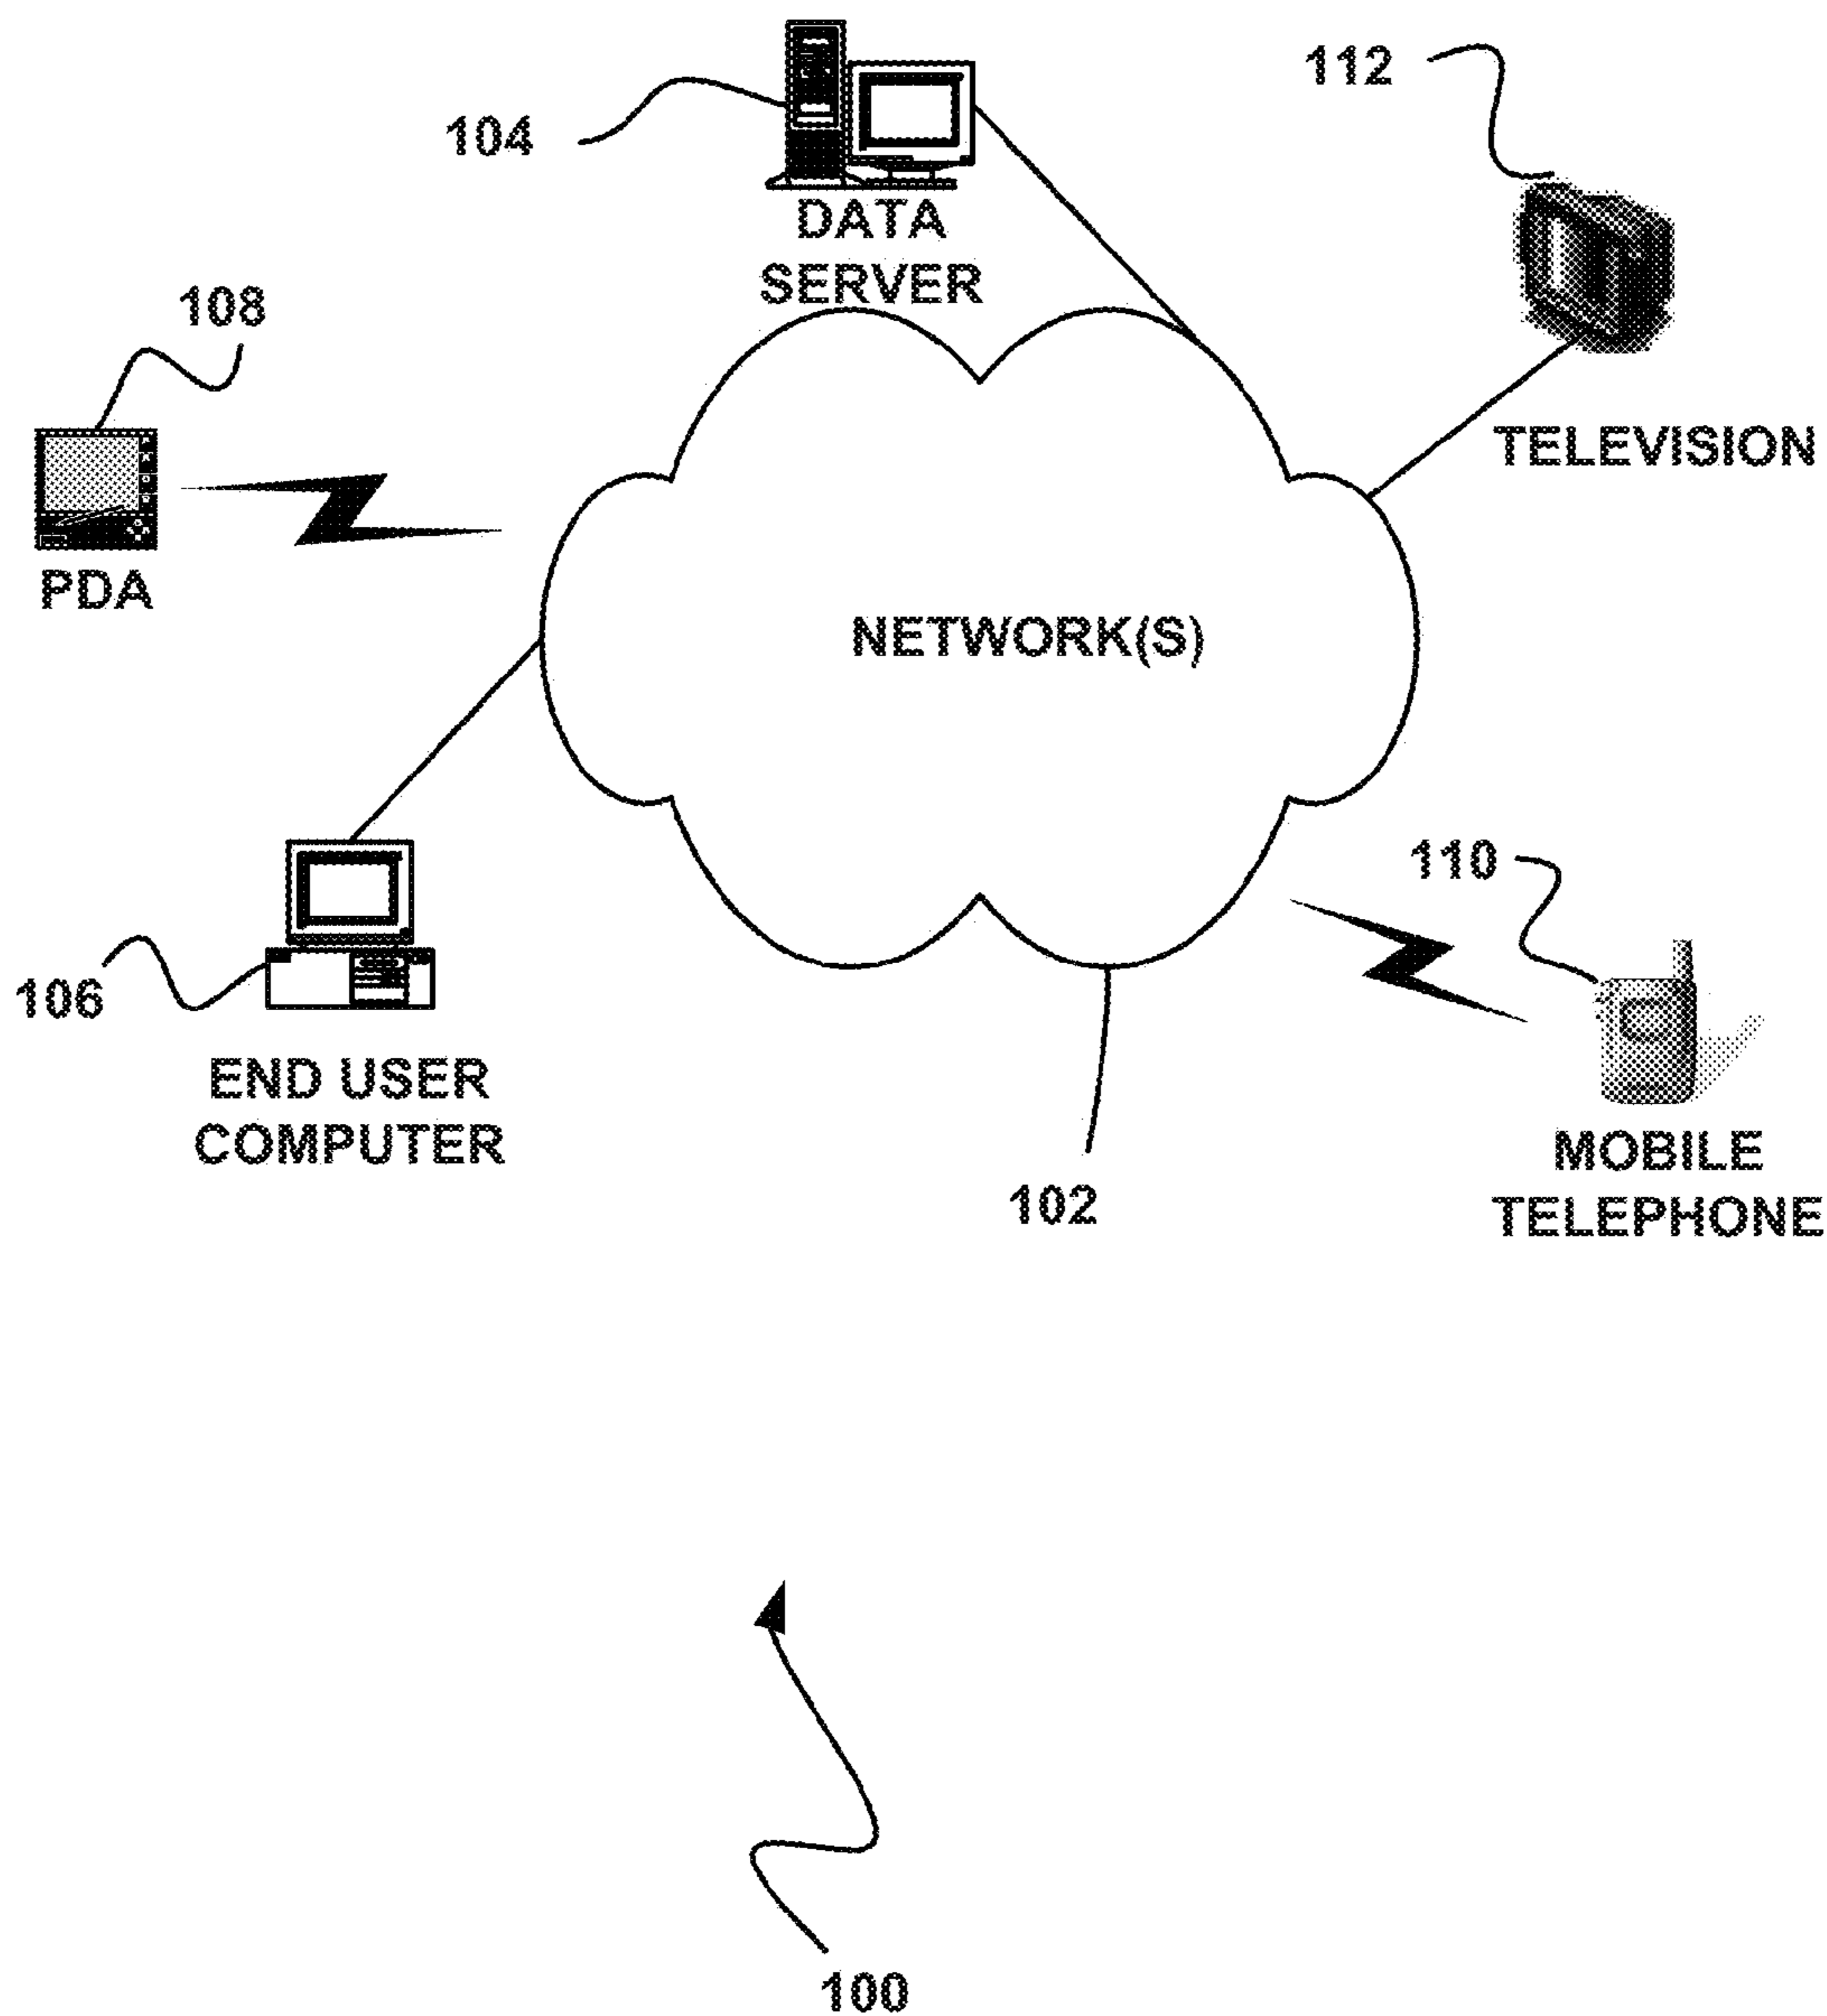 112
104
DATA
SERVER
108
TELEVISION
PDA
NETWORK(S)
110
106
END USER
COMPUTER
MOBILE
TELEPHONE
102
100